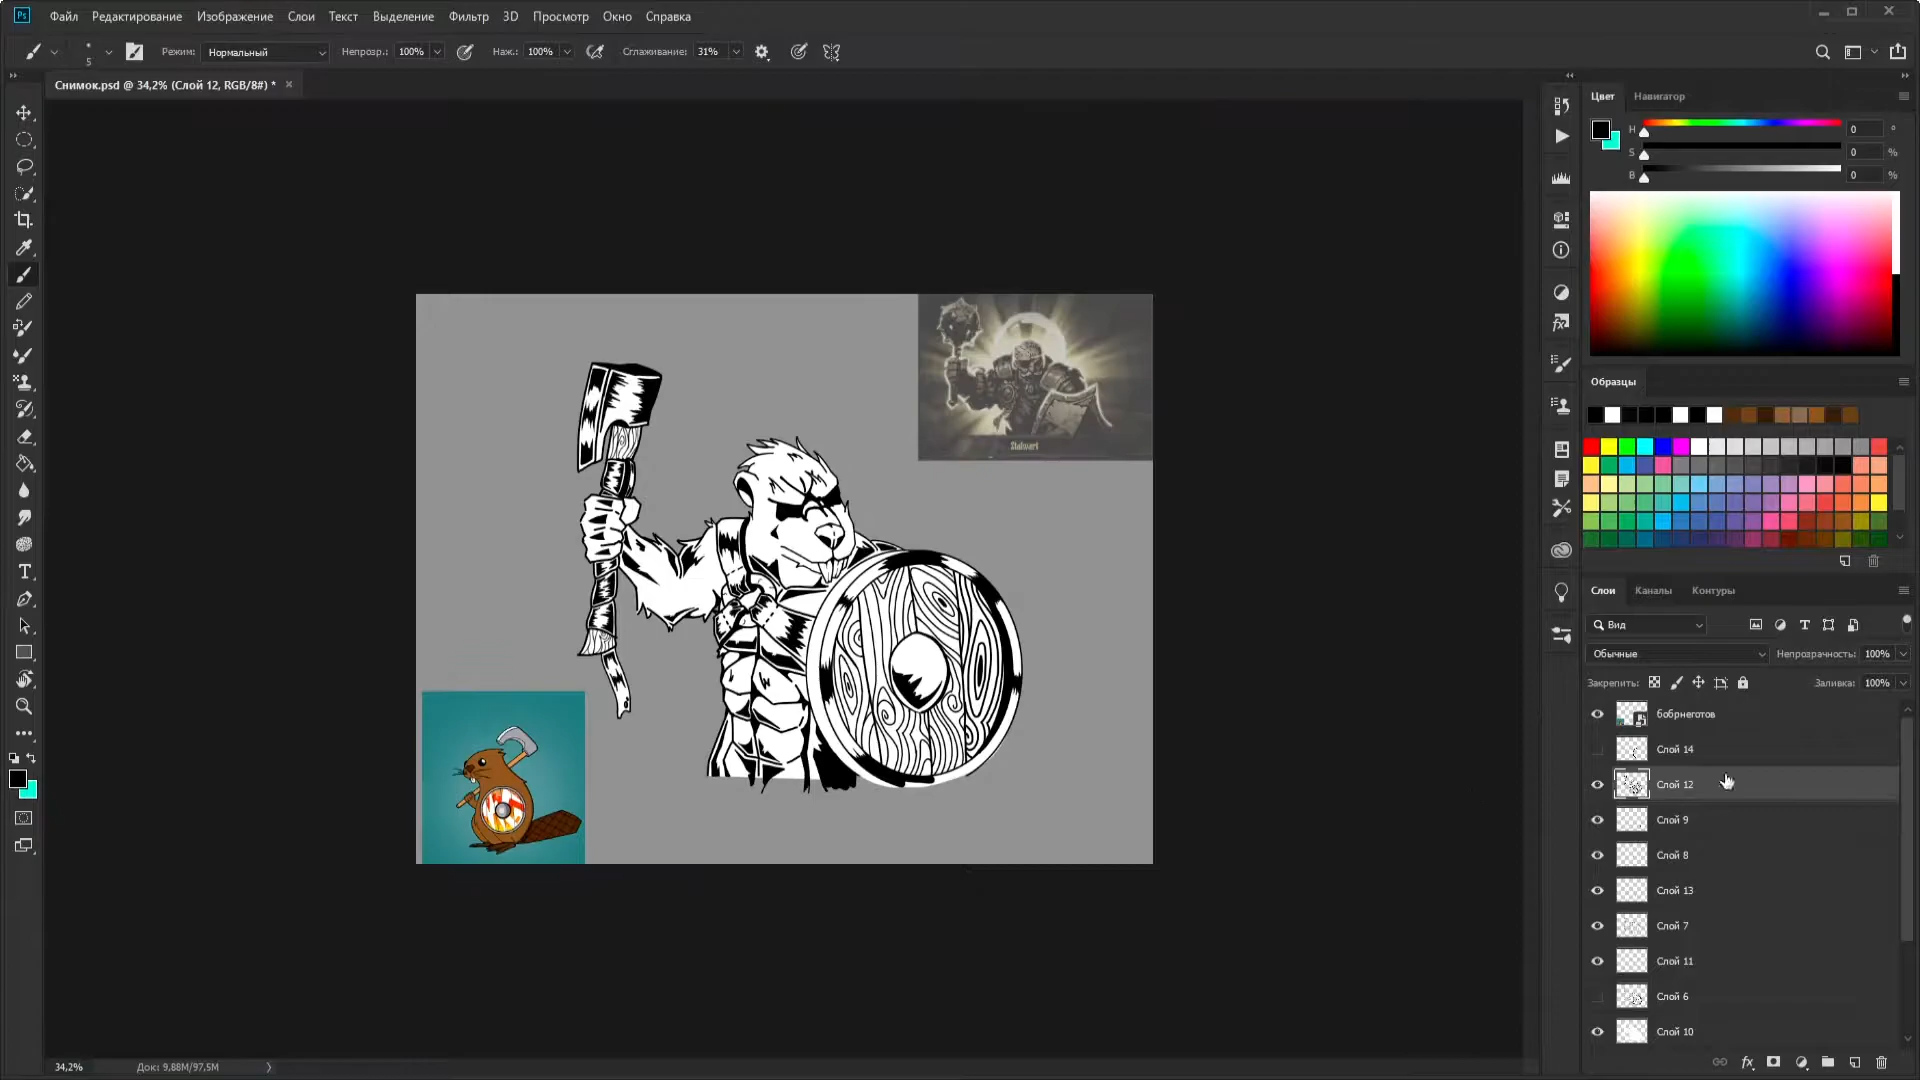 Ps Файл Редактирование Изображение Слои Текст Выделение Фильтр 3D Просмотр Окно Справка
5 Режим: Нормальный Непрозр.: 100% Наж.: 100% Сглаживание: 31%
Снимок.psd @ 34,2% (Слой 12, RGB/8#) * ×
Цвет Навигатор
H 0 °
S 0 %
B 0 %
Образцы
Stalwart
Слои Каналы Контуры
Вид
Обычные Непрозрачность: 100%
Закрепить: Заливка: 100%
бобрнеготов
Слой 14
Слой 12
Слой 9
Слой 8
Слой 13
Слой 7
Слой 11
Слой 6
Слой 10
34,2% Док: 9,88M/97,5M